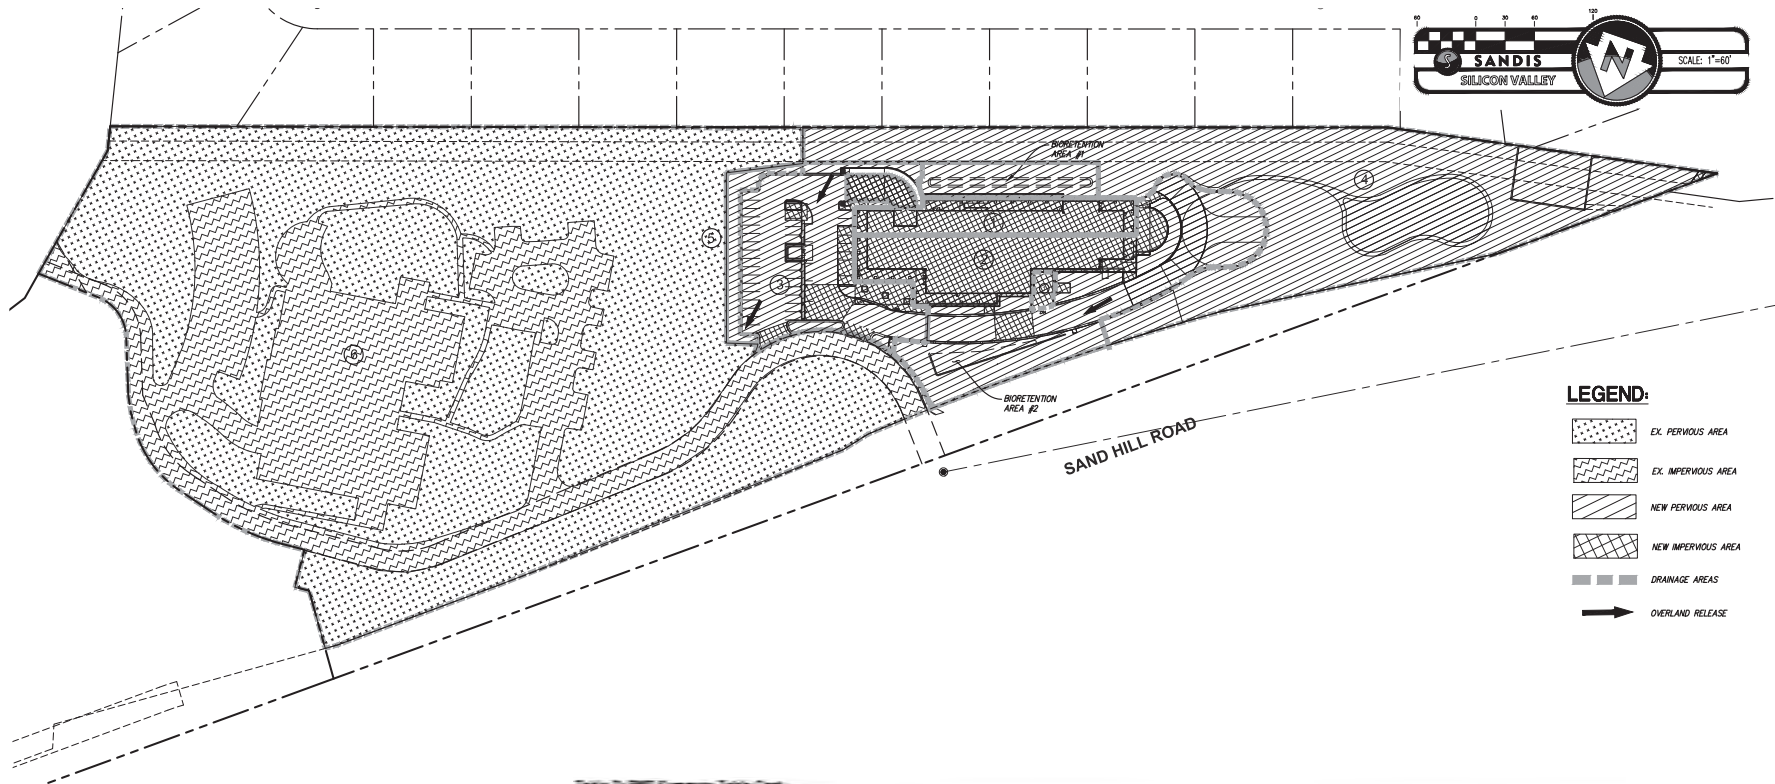 60 0 30 60 120
SANDIS
SILICON VALLEY
N
SCALE: 1"=60'
BIORETENTION
AREA #1
4
5
1
2
3
6
BIORETENTION
AREA #2
SAND HILL ROAD
LEGEND:
EX. PERVIOUS AREA
EX. IMPERVIOUS AREA
NEW PERVIOUS AREA
NEW IMPERVIOUS AREA
DRAINAGE AREAS
OVERLAND RELEASE